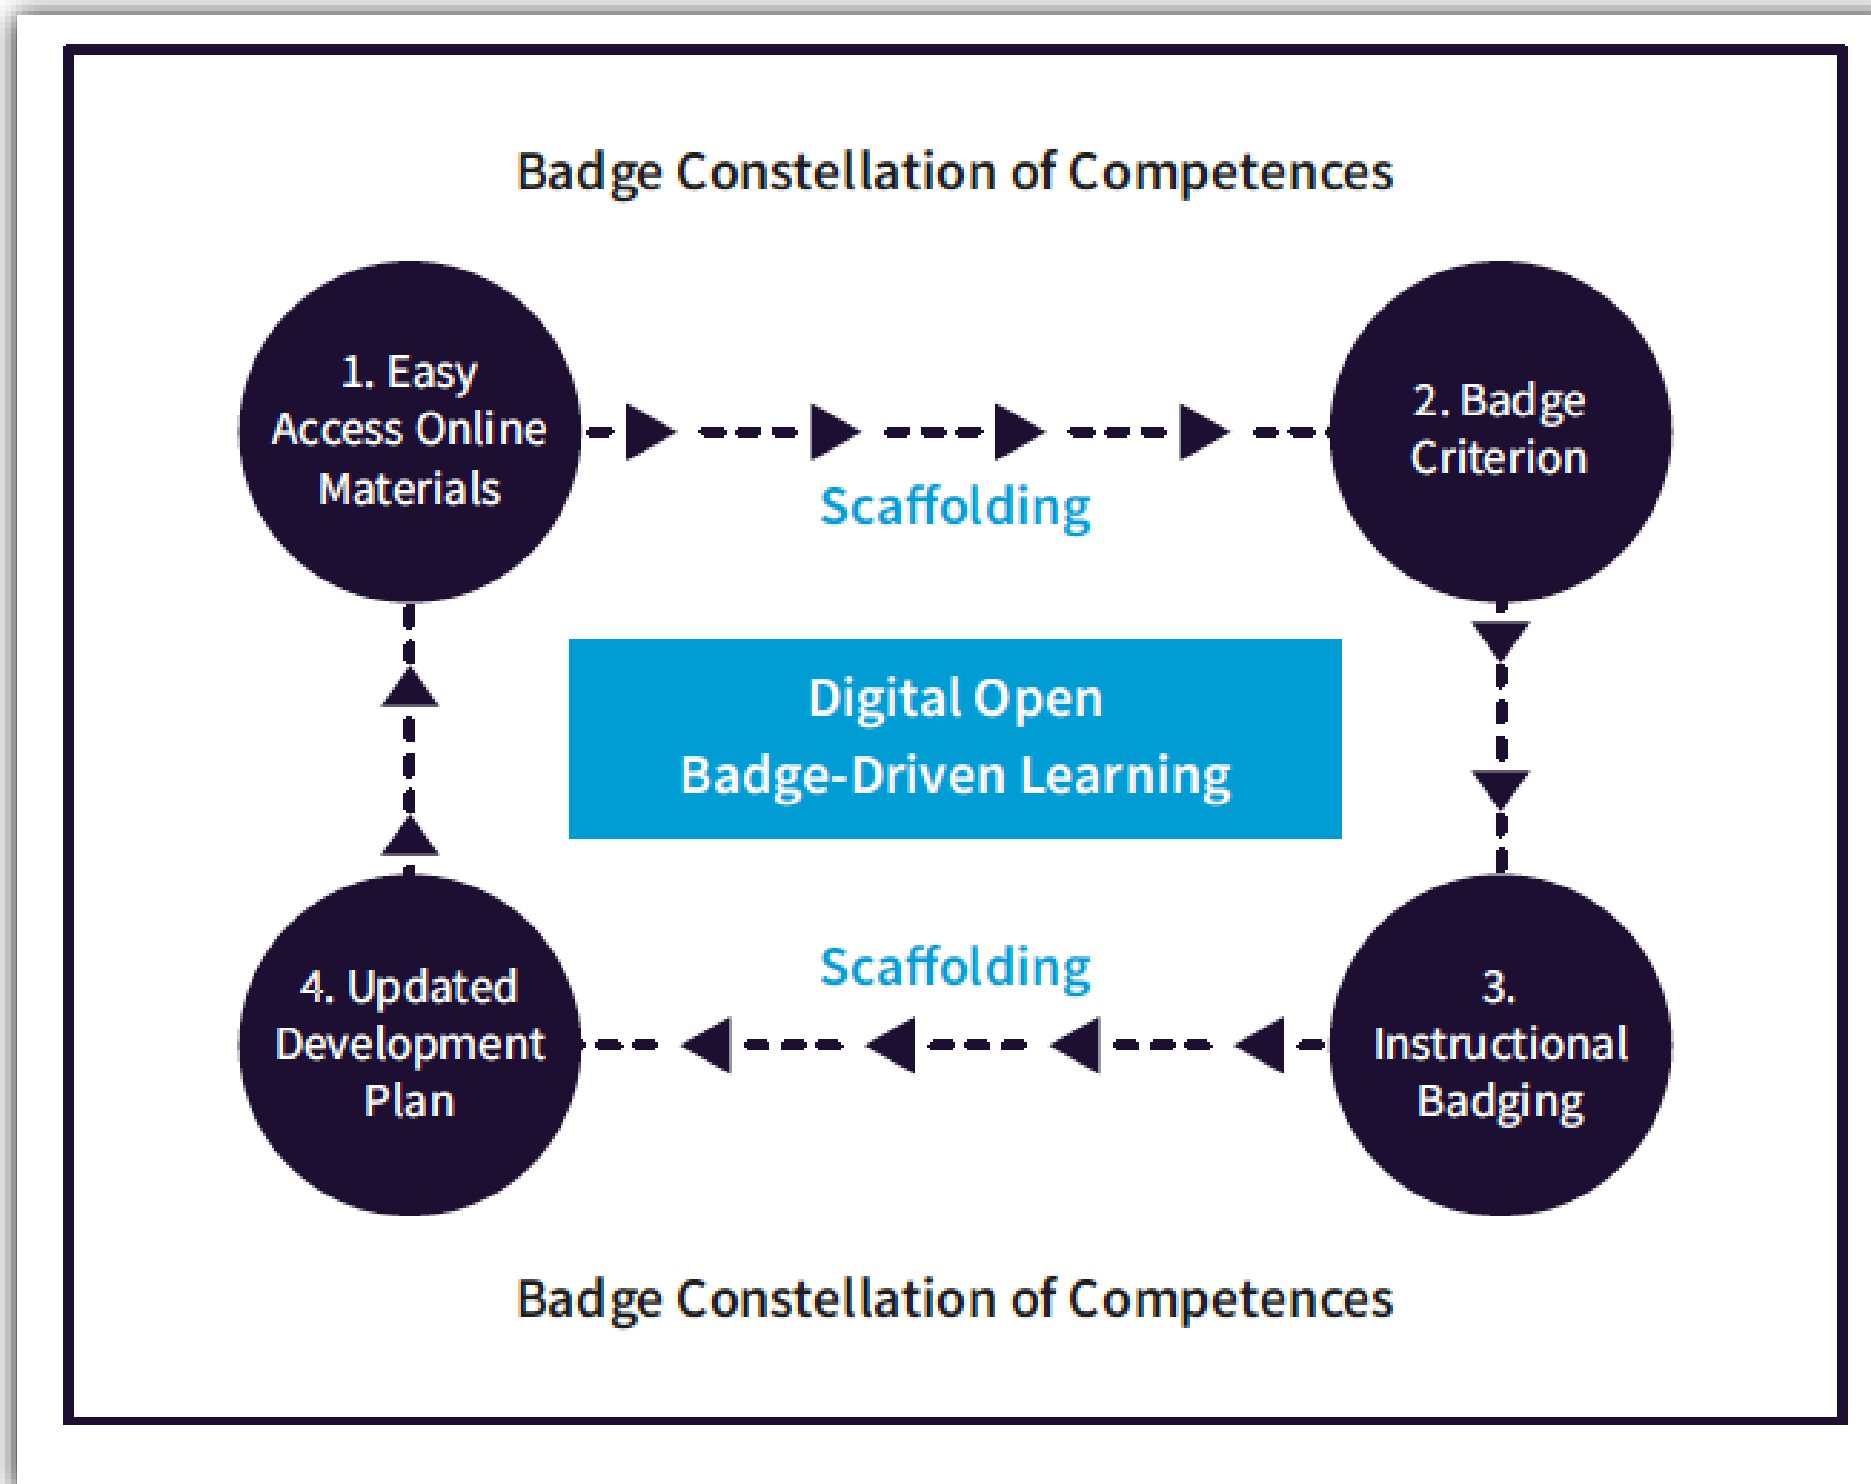 Badge Constellation of Competences
1. Easy
Access Online
Materials
2. Badge
Criterion
Scaffolding
Digital Open
Badge-Driven Learning
Scaffolding
3.
Instructional
Badging
4. Updated
Development
Plan
Badge Constellation of Competences